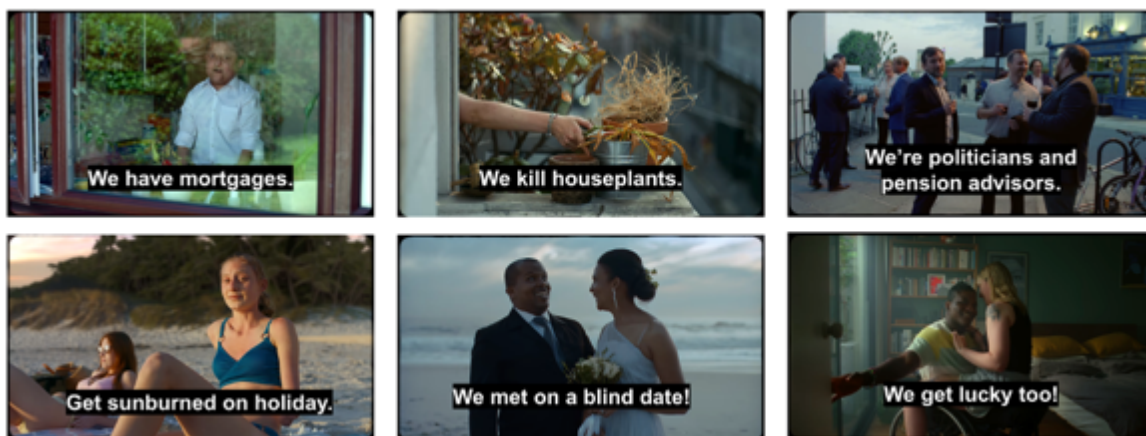 We have mortgages.
We kill houseplants.
We're politicians and
pension advisors.
Get sunburned on holiday.
We met on a blind date!
We get lucky too!